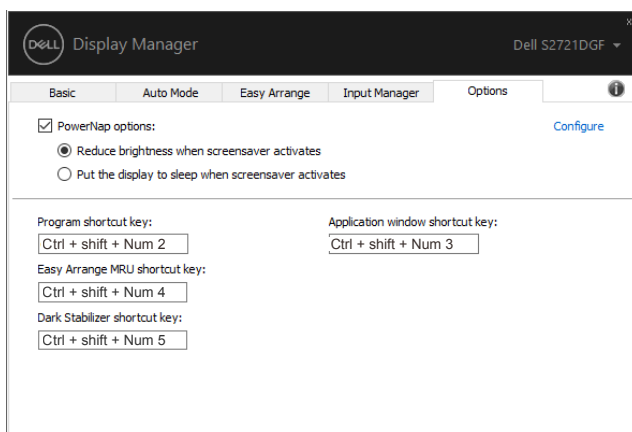 DELL Display Manager
Dell S2721DGF
Basic Auto Mode Easy Arrange Input Manager Options
PowerNap options: Configure
Reduce brightness when screensaver activates
Put the display to sleep when screensaver activates
Program shortcut key: Application window shortcut key:
Ctrl + shift + Num 2 Ctrl + shift + Num 3
Easy Arrange MRU shortcut key:
Ctrl + shift + Num 4
Dark Stabilizer shortcut key:
Ctrl + shift + Num 5